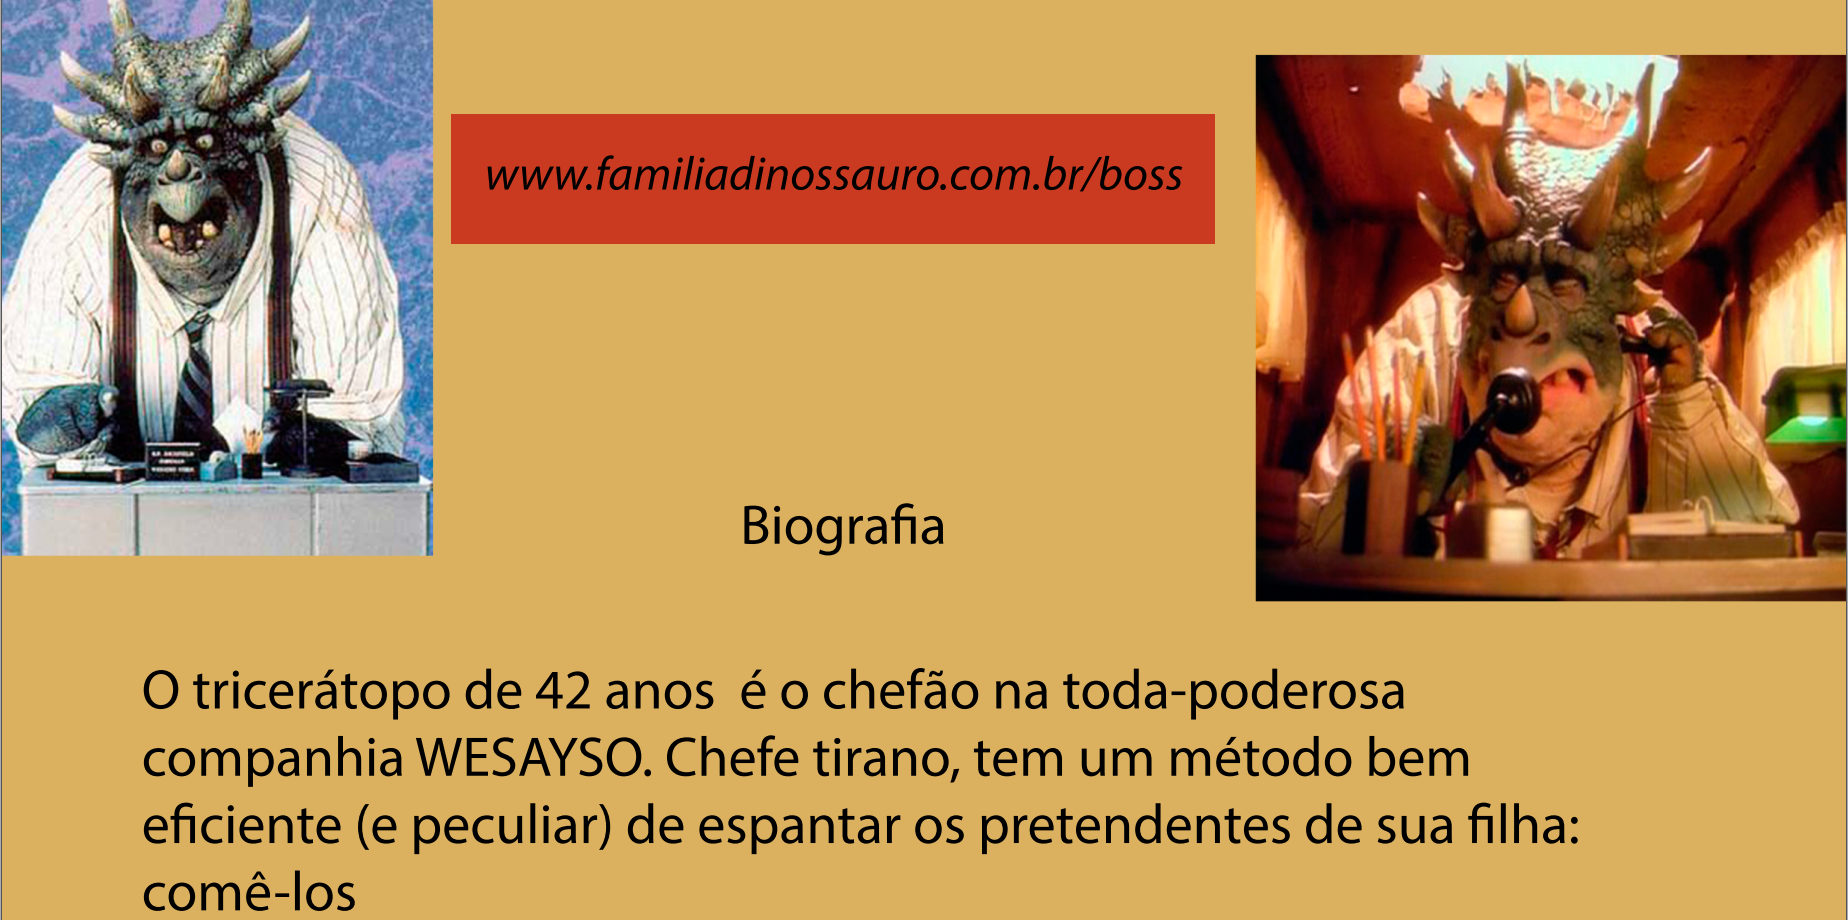 www.familiadinossauro.com.br/boss
Biografia
O tricerátopo de 42 anos  é o chefão na toda-poderosa
companhia WESAYSO. Chefe tirano, tem um método bem
eficiente (e peculiar) de espantar os pretendentes de sua filha:
comê-los